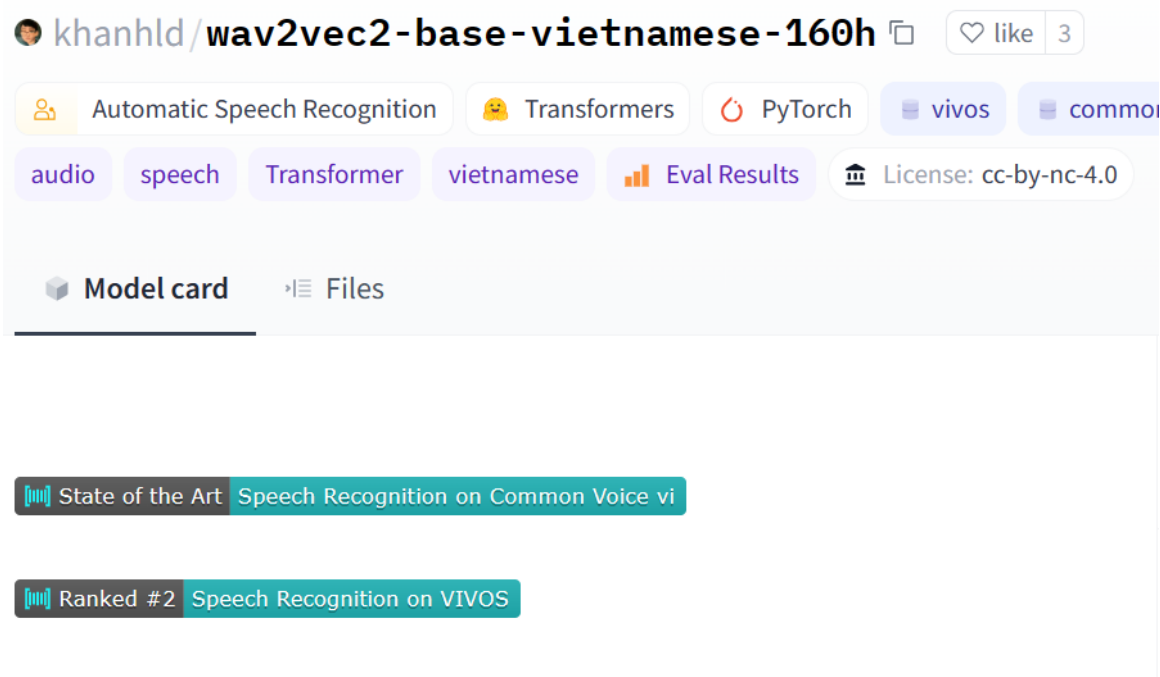 khanhld/wav2vec2-base-vietnamese-160h like 3
Automatic Speech Recognition Transformers PyTorch vivos
audio speech Transformer vietnamese Eval Results License: cc-by-nc-4.0
Model card Files
State of the Art Speech Recognition on Common Voice vi
Ranked #2 Speech Recognition on VIVOS